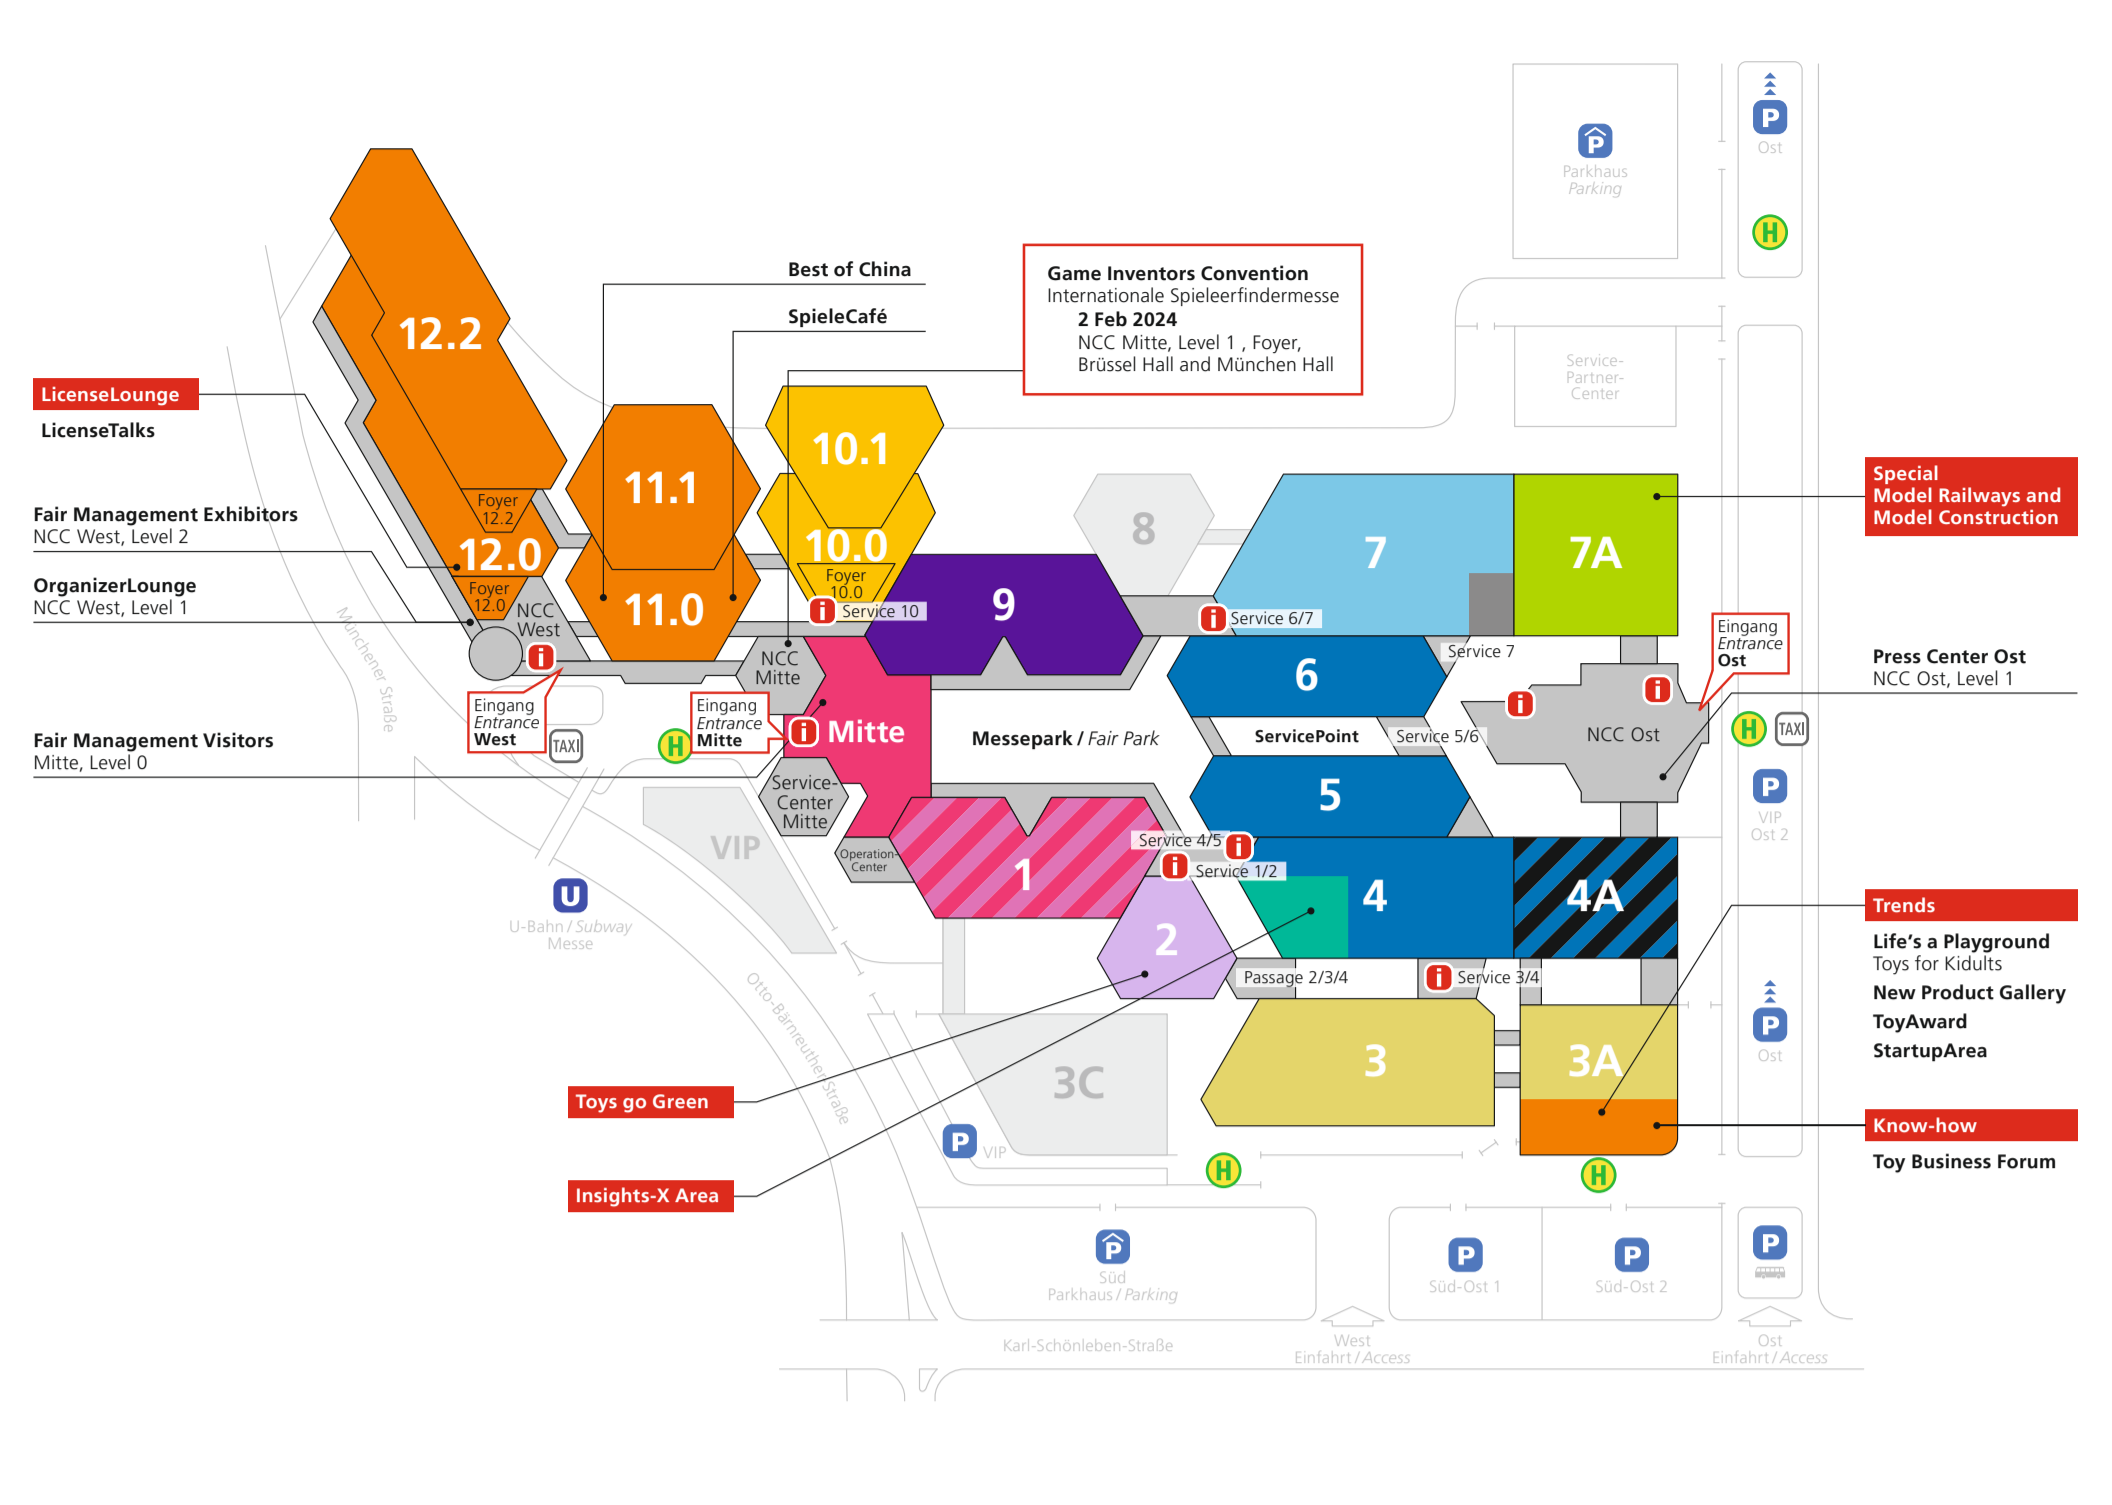 P
Ost
H
P
Parkhaus
Parking
Best of China
SpieleCafé
Game Inventors Convention
Internationale Spieleerfindermesse
2 Feb 2024
NCC Mitte, Level 1 , Foyer,
Brüssel Hall and München Hall
Service-
Partner-
Center
12.2
LicenseLounge
LicenseTalks
Fair Management Exhibitors
NCC West, Level 2
OrganizerLounge
NCC West, Level 1
Fair Management Visitors
Mitte, Level 0
Foyer
12.2
12.0
Foyer
12.0
NCC
West
i
11.1
11.0
10.1
10.0
Foyer
10.0
i
Service 10
9
8
i
Service 6/7
7
7A
Special
Model Railways and
Model Construction
Eingang
Entrance
Ost
Press Center Ost
NCC Ost, Level 1
Service 7
6
i
i
NCC Ost
NCC
Mitte
Eingang
Entrance
West
TAXI
H
Eingang
Entrance
Mitte
i
Mitte
Messepark / Fair Park
ServicePoint
Service 5/6
H
TAXI
P
VIP
Ost 2
Service-
Center
Mitte
5
Operation-
Center
VIP
1
Service 4/5
i
i
Service 1/2
4
4A
2
Münchener Straße
U
U-Bahn / Subway
Messe
Otto-Bärnreuther-Straße
Passage 2/3/4
i
Service 3/4
Trends
Life's a Playground
Toys for Kidults
New Product Gallery
ToyAward
StartupArea
P
Ost
3
3A
3C
Toys go Green
Know-how
Toy Business Forum
P
VIP
H
H
Insights-X Area
P
Süd
Parkhaus / Parking
P
Süd-Ost 1
P
Süd-Ost 2
P
Karl-Schönleben-Straße
West
Einfahrt / Access
Ost
Einfahrt / Access